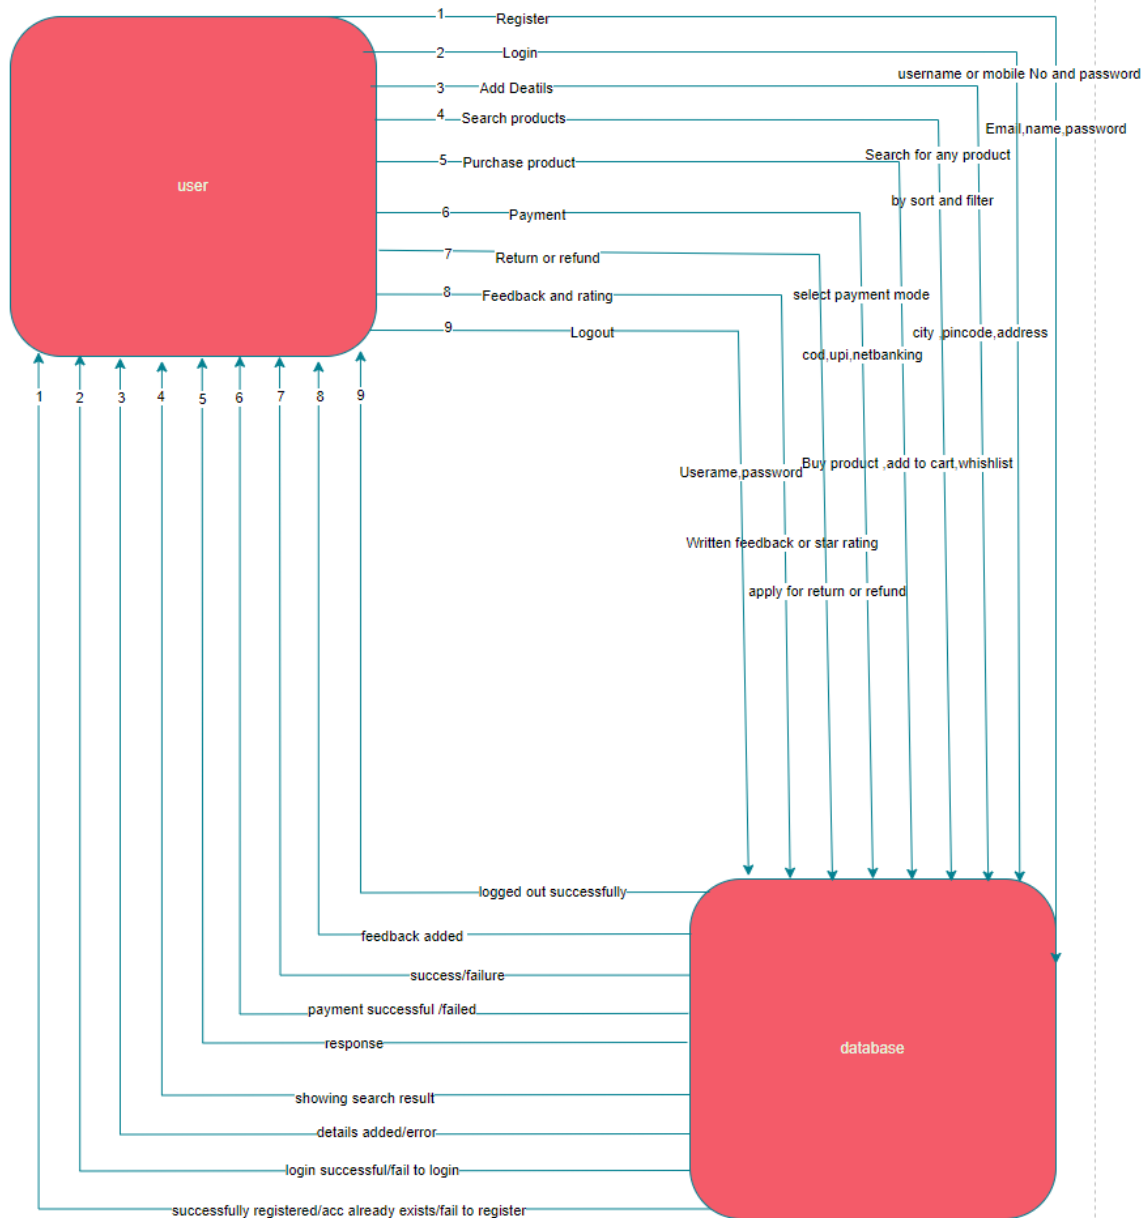 1
Register
2
Login
username or mobile No and password
3
Add Deatils
4
Search products
Email,name,password
Search for any product
5
Purchase product
user
by sort and filter
6
Payment
7
Return or refund
8
Feedback and rating
select payment mode
9
Logout
city ,pincode,address
cod,upi,netbanking
1
2
3
4
5
6
7
8
9
Buy product ,add to cart,whishlist
Userame,password
Written feedback or star rating
apply for return or refund
logged out successfully
feedback added
success/failure
payment successful /failed
response
database
showing search result
details added/error
login successful/fail to login
successfully registered/acc already exists/fail to register